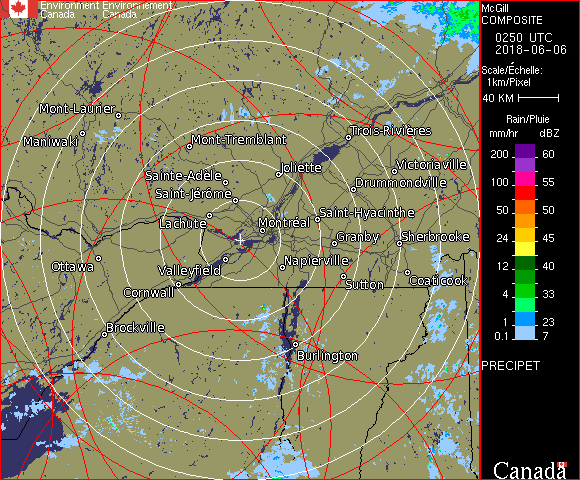 Environment Environnement
Canada Canada
McGill
COMPOSITE
0250 UTC
2018-06-06
Scale/Échelle:
1km/Pixel
40 KM
Rain/Pluie
mm/hr dBZ
200 60
100 55
50 50
24 45
12 40
4 33
1 23
0.1 7
PRECIPET
Canada
Mont-Laurier
Maniwaki
Mont-Tremblant
Trois-Rivières
Sainte-Adèle
Joliette
Victoriaville
Saint-Jérôme
Drummondville
Lachute
Montréal
Saint-Hyacinthe
Granby
Sherbrooke
Ottawa
Valleyfield
Napierville
Cornwall
Sutton
Coaticook
Brockville
Burlington